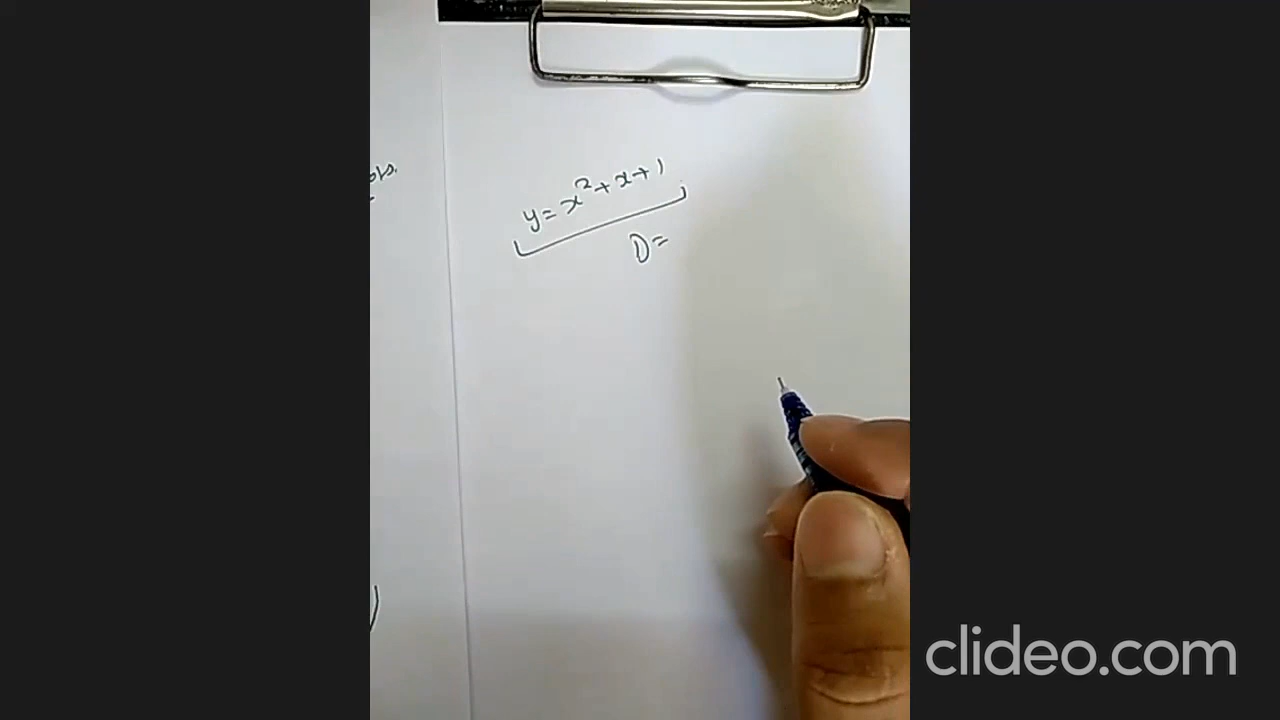 y = x² + x + 1
D =
clideo.com